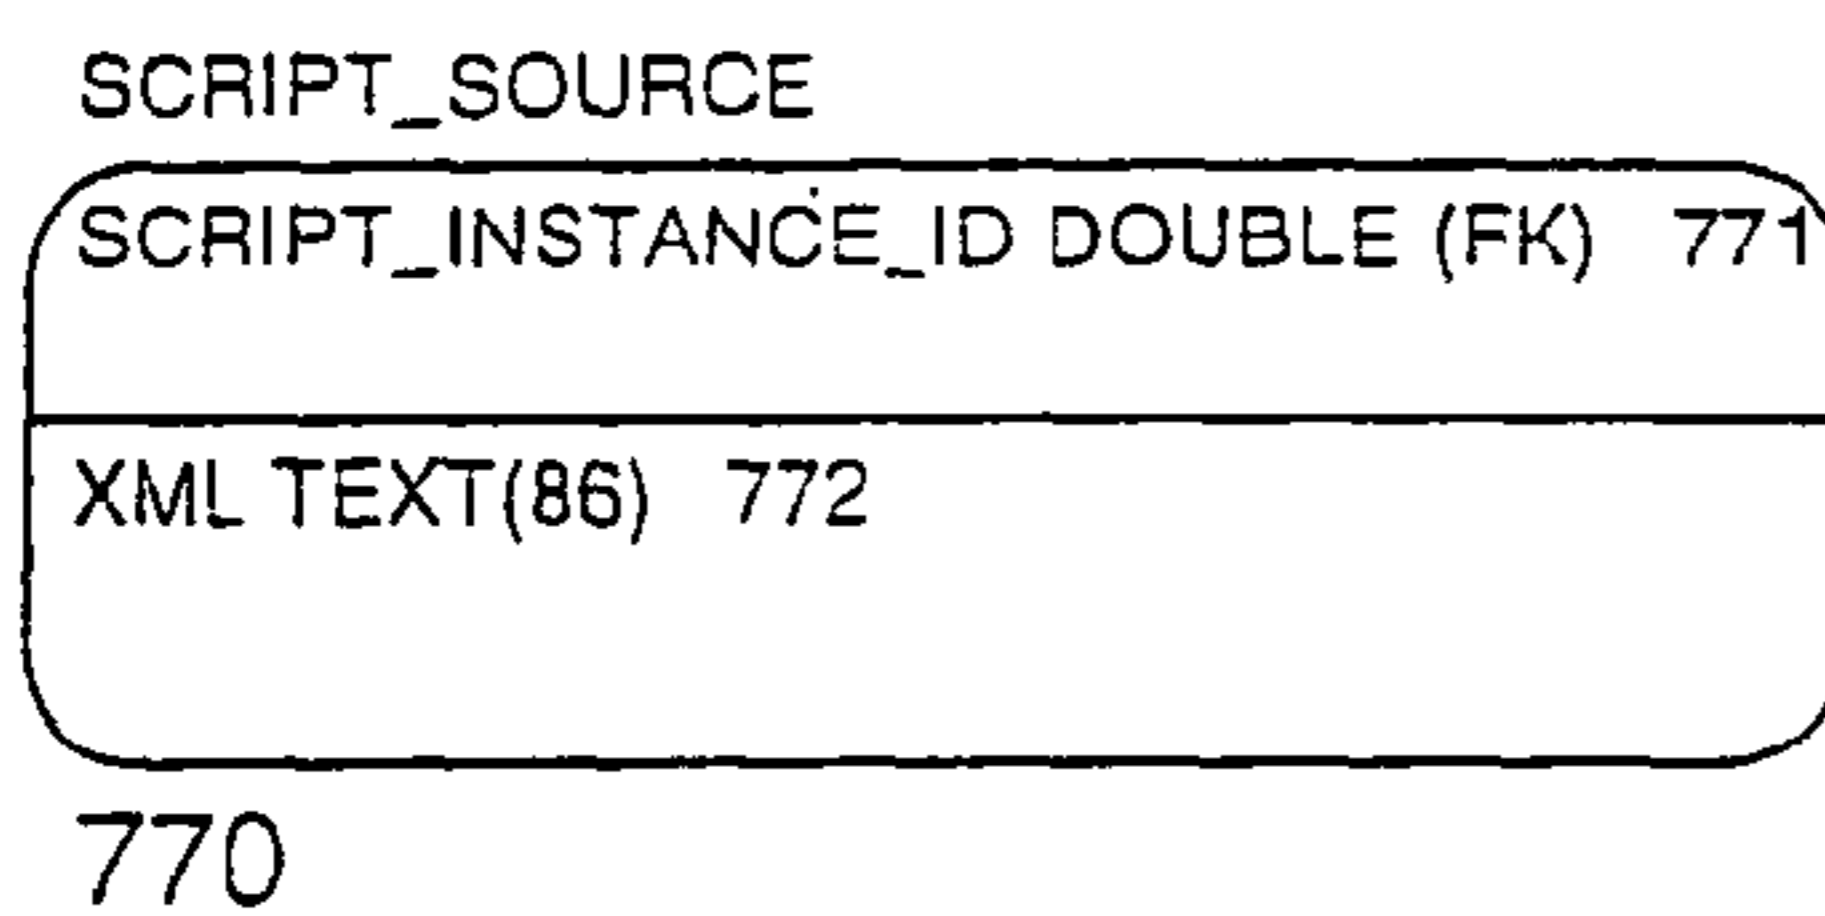 SCRIPT_SOURCE
SCRIPT_INSTANCE_ID DOUBLE (FK) 771
XML TEXT(86) 772
770